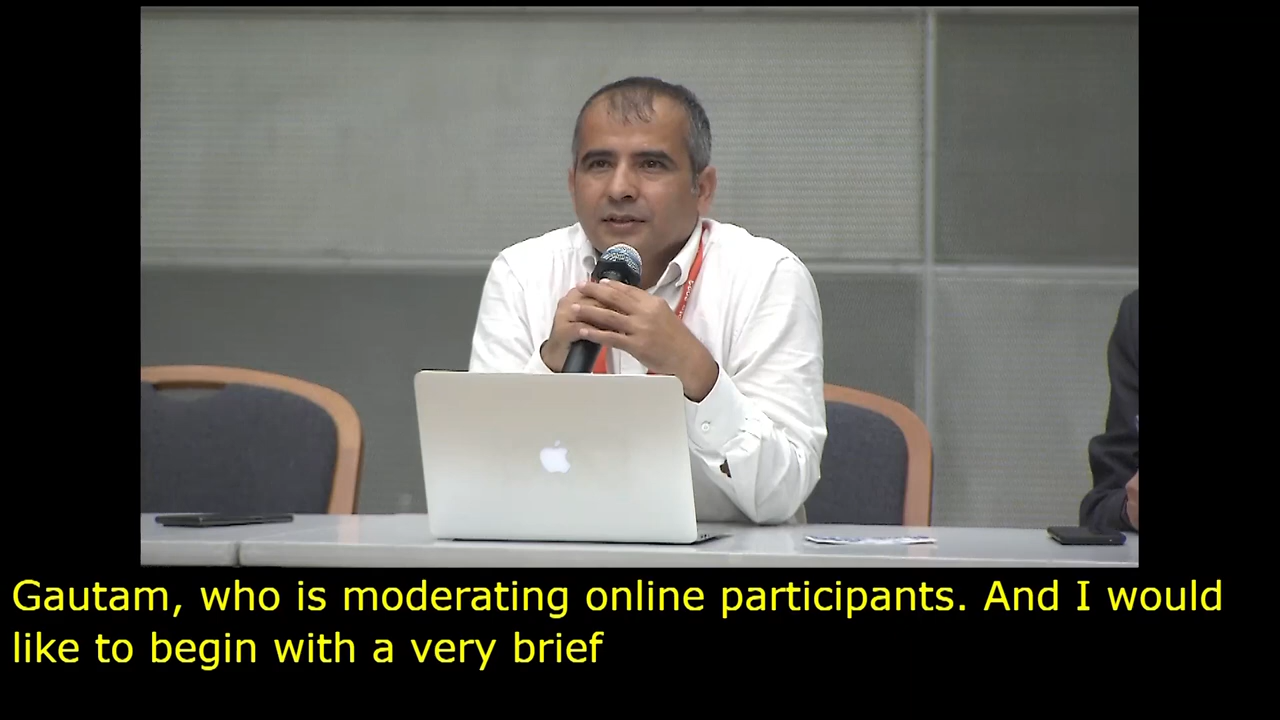 Gautam, who is moderating online participants. And I would
like to begin with a very brief